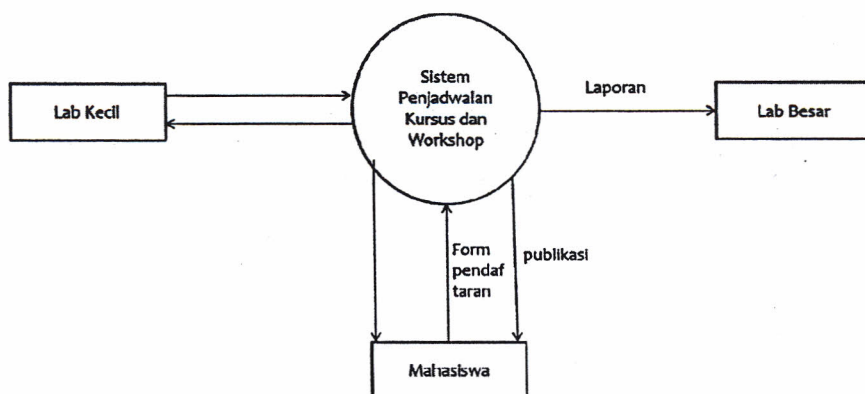 Sistem
Penjadwalan
Kursus dan
Workshop
Lab Kecil
Laporan
Lab Besar
Form
pendaf
taran
publikasi
Mahasiswa